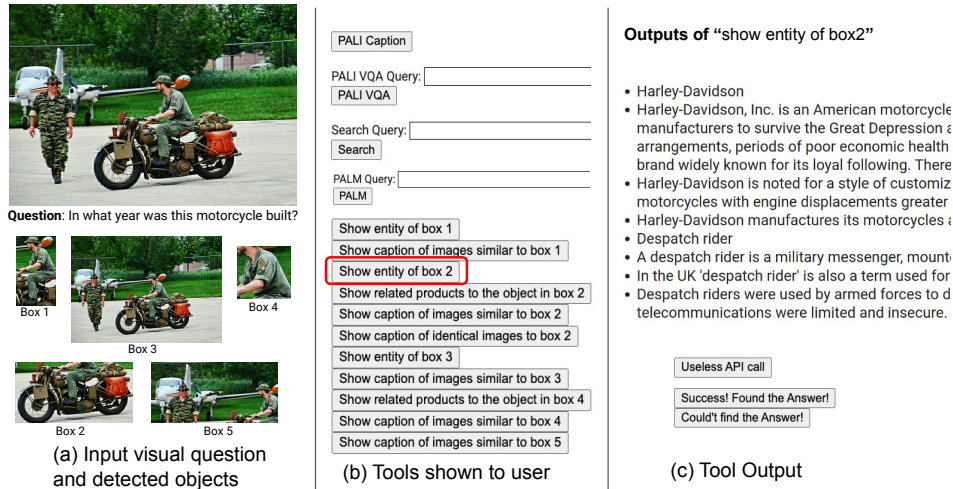 Question: In what year was this motorcycle built?
Box 1
Box 3
Box 4
Box 2
Box 5
(a) Input visual question
and detected objects
PALI Caption
PALI VQA Query:
PALI VQA
Search Query:
Search
PALM Query:
PALM
Show entity of box 1
Show caption of images similar to box 1
Show entity of box 2
Show related products to the object in box 2
Show caption of images similar to box 2
Show caption of identical images to box 2
Show entity of box 3
Show caption of images similar to box 3
Show related products to the object in box 4
Show caption of images similar to box 4
Show caption of images similar to box 5
(b) Tools shown to user
Outputs of “show entity of box2”
• Harley-Davidson
• Harley-Davidson, Inc. is an American motorcycle
manufacturers to survive the Great Depression a
arrangements, periods of poor economic health
brand widely known for its loyal following. There
• Harley-Davidson is noted for a style of customiz
motorcycles with engine displacements greater
• Harley-Davidson manufactures its motorcycles a
• Despatch rider
• A despatch rider is a military messenger, mounte
• In the UK 'despatch rider' is also a term used for
• Despatch riders were used by armed forces to d
telecommunications were limited and insecure.
Useless API call
Success! Found the Answer!
Could't find the Answer!
(c) Tool Output